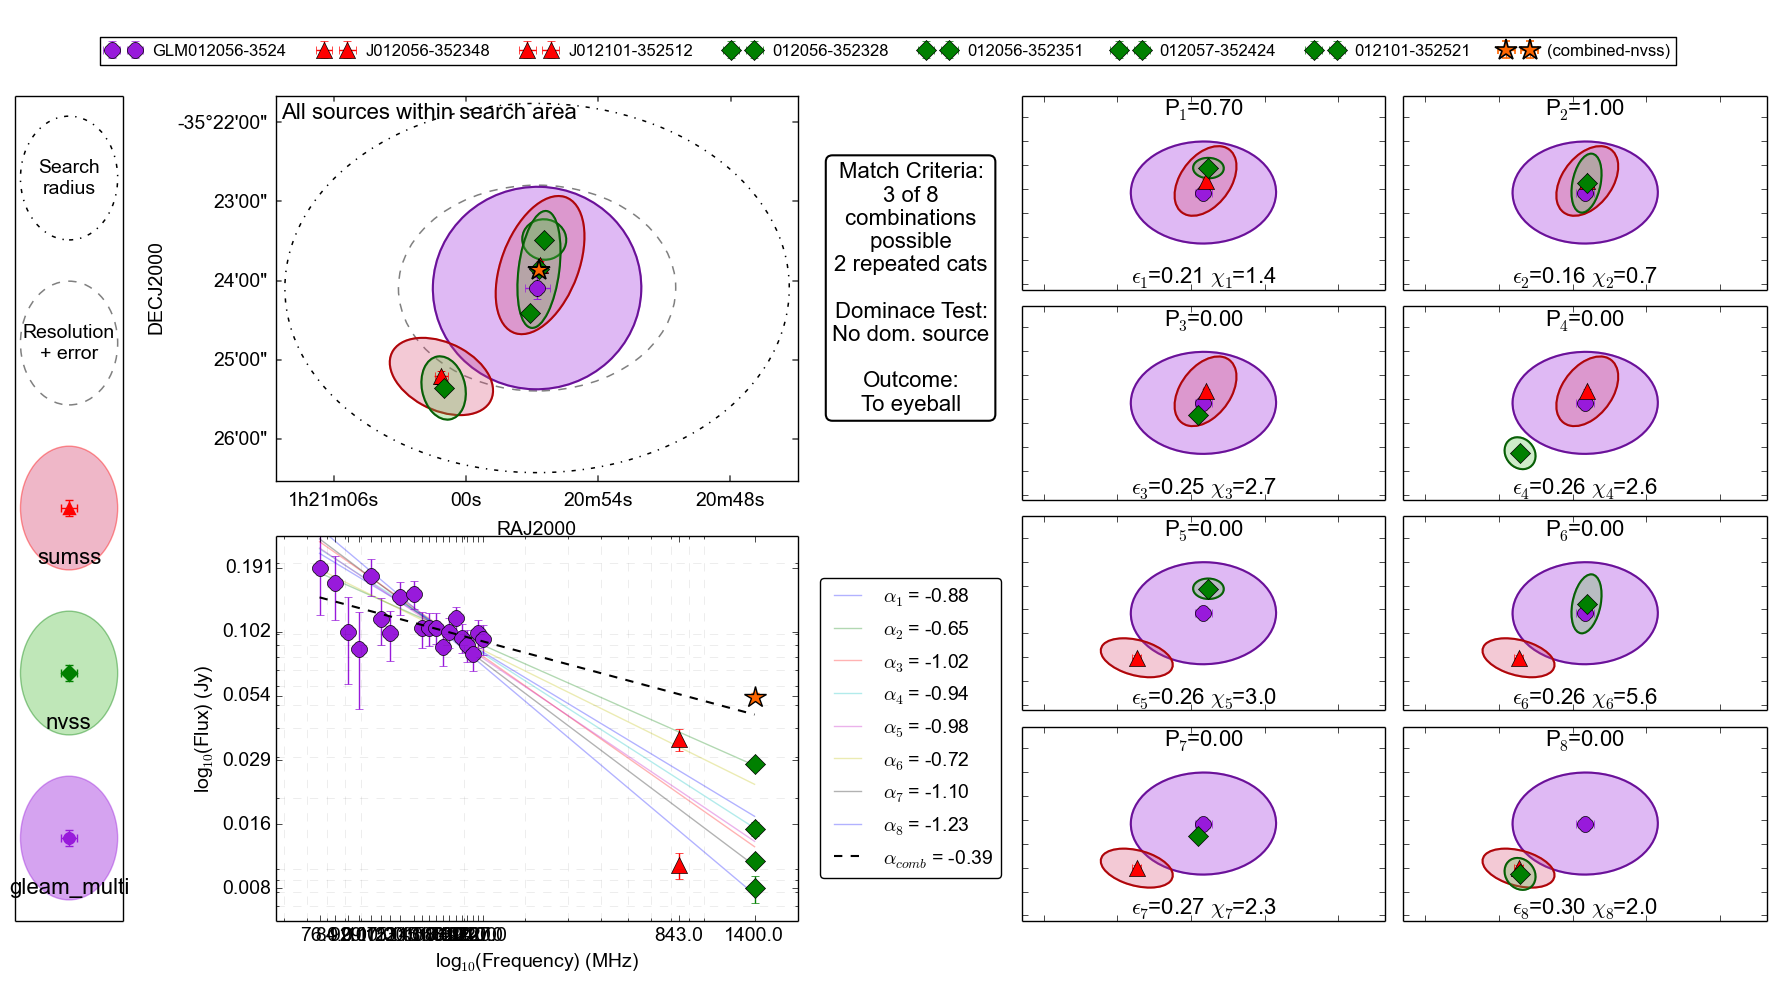 GLM012056-3524 J012056-352348 J012101-352512 012056-352328 012056-352351 012057-352424 012101-352521 (combined-nvss)
Search
radius
Resolution
+ error
sumss
nvss
gleam_multi
All sources within search area
DECJ2000
-35°22'00"
23'00"
24'00"
25'00"
26'00"
1h21m06s 00s 20m54s 20m48s
RAJ2000
Match Criteria:
3 of 8
combinations
possible
2 repeated cats
Dominace Test:
No dom. source
Outcome:
To eyeball
log10(Flux) (Jy)
0.191
0.102
0.054
0.029
0.016
0.008
843.0 1400.0
log10(Frequency) (MHz)
α1 = -0.88
α2 = -0.65
α3 = -1.02
α4 = -0.94
α5 = -0.98
α6 = -0.72
α7 = -1.10
α8 = -1.23
αcomb = -0.39
P1=0.70
ϵ1=0.21 χ1=1.4
P2=1.00
ϵ2=0.16 χ2=0.7
P3=0.00
ϵ3=0.25 χ3=2.7
P4=0.00
ϵ4=0.26 χ4=2.6
P5=0.00
ϵ5=0.26 χ5=3.0
P6=0.00
ϵ6=0.26 χ6=5.6
P7=0.00
ϵ7=0.27 χ7=2.3
P8=0.00
ϵ8=0.30 χ8=2.0